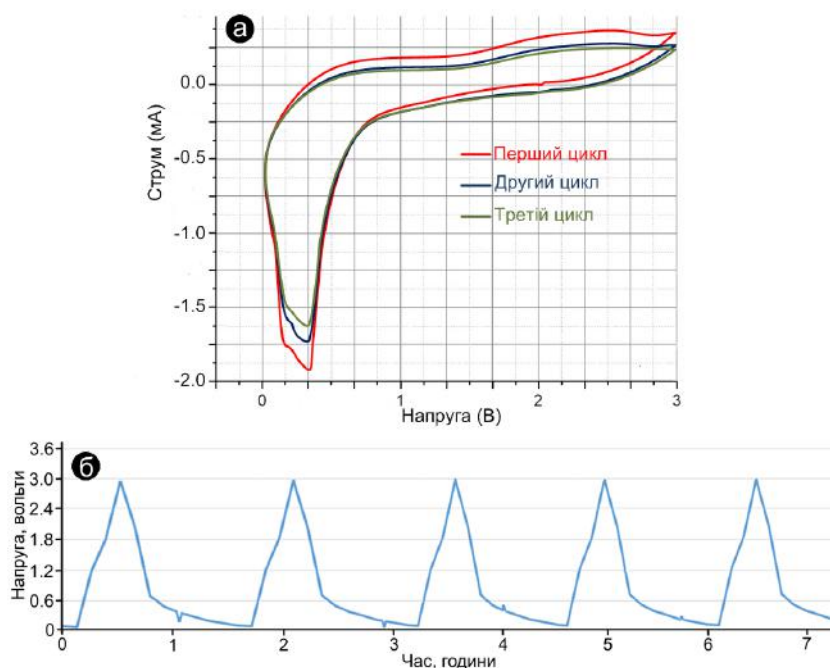 а
Струм (мА)
0.0
-0.5
-1.0
-1.5
-2.0
Перший цикл
Другий цикл
Третій цикл
0 1 2 3
Напруга (В)
б
Напруга, вольти
3.6
3.0
2.4
1.8
1.2
0.6
0
0 1 2 3 4 5 6 7
Час, години